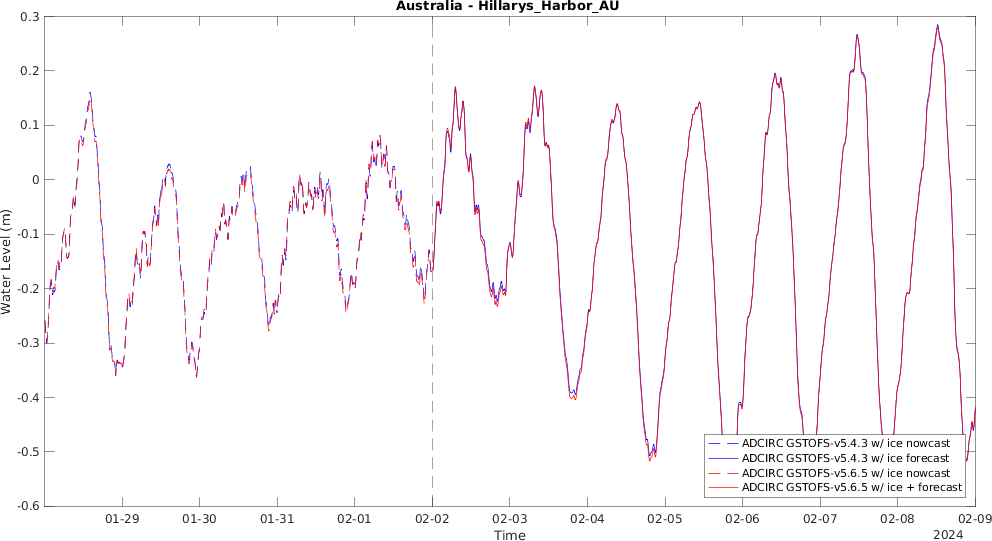 Australia - Hillarys_Harbor_AU
0.3
0.2
0.1
0
-0.1
-0.2
-0.3
-0.4
-0.5
-0.6
Water Level (m)
ADCIRC GSTOFS-v5.4.3 w/ ice nowcast
ADCIRC GSTOFS-v5.4.3 w/ ice forecast
ADCIRC GSTOFS-v5.6.5 w/ ice nowcast
ADCIRC GSTOFS-v5.6.5 w/ ice + forecast
01-29 01-30 01-31 02-01 02-02 02-03 02-04 02-05 02-06 02-07 02-08 02-09
Time
2024